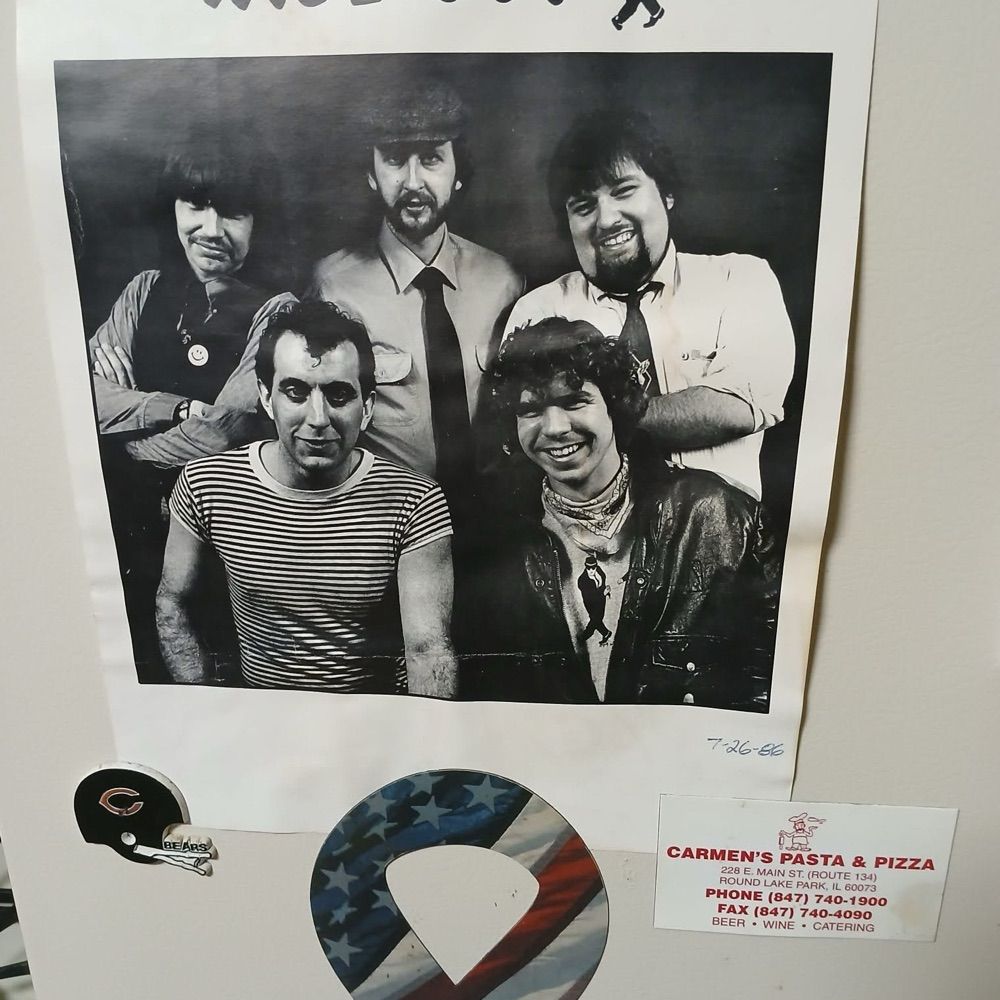 7-26-86
BEARS
CARMEN'S PASTA & PIZZA
228 E. MAIN ST. (ROUTE 134)
ROUND LAKE PARK, IL 60073
PHONE (847) 740-1900
FAX (847) 740-4090
BEER • WINE • CATERING